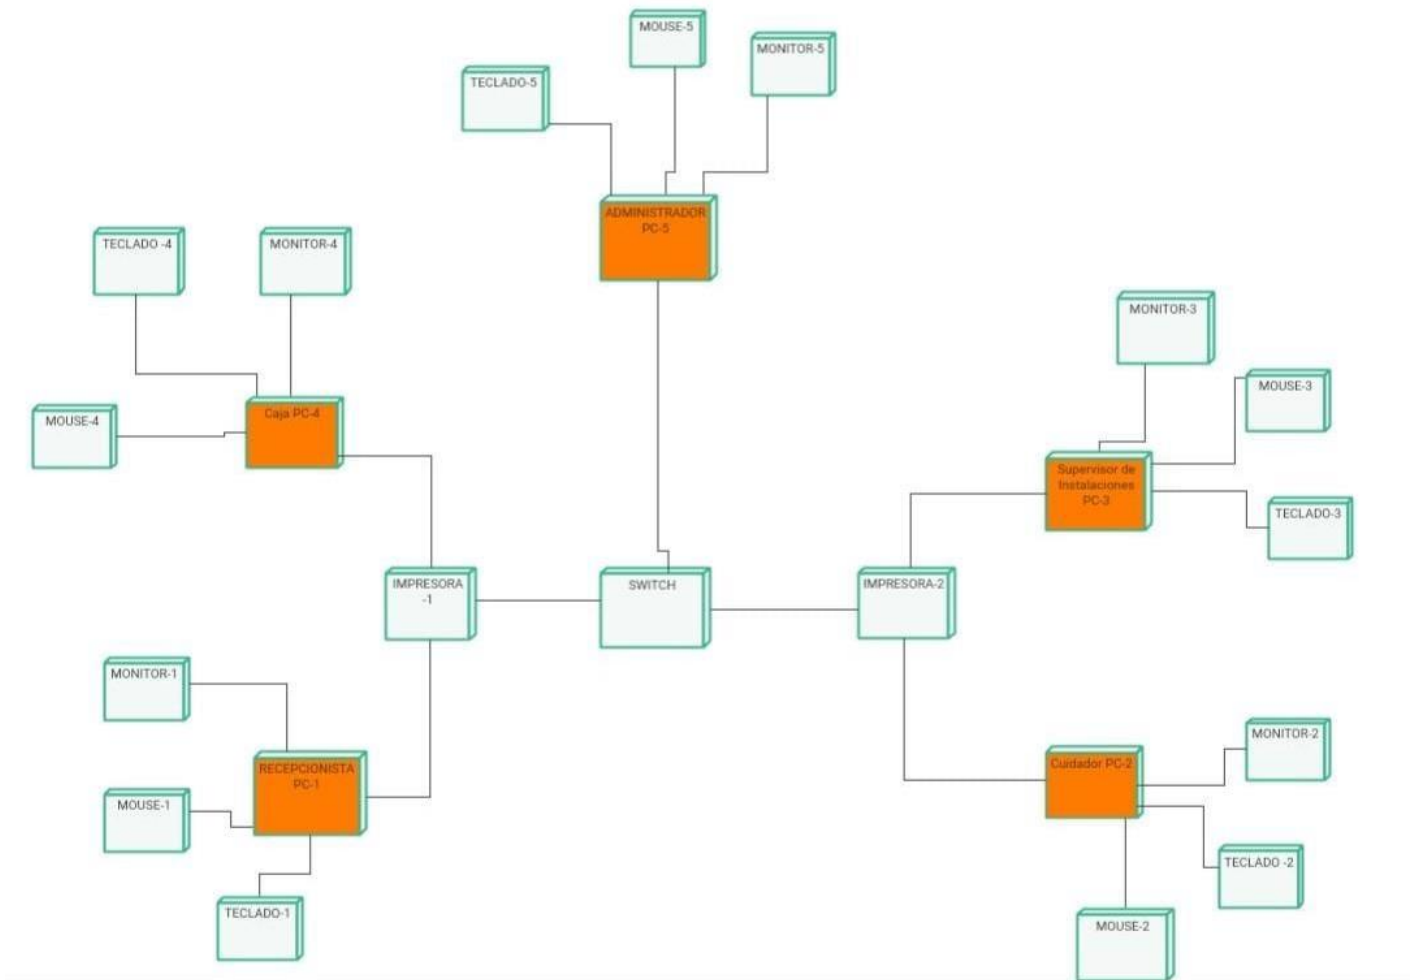 MOUSE-5
MONITOR-5
TECLADO-5
ADMINISTRADOR
PC-5
TECLADO -4
MONITOR-4
MONITOR-3
MOUSE-3
Caja PC-4
MOUSE-4
Supervisor de
Instalaciones
PC-3
TECLADO-3
IMPRESORA
-1
SWITCH
IMPRESORA-2
MONITOR-1
MONITOR-2
RECEPCIONISTA
PC-1
Cuidador PC-2
MOUSE-1
TECLADO -2
TECLADO-1
MOUSE-2